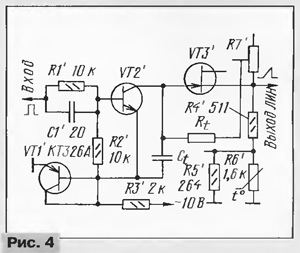 Вход
R1' 10 к
C1' 20
VT2'
VT3'
R7'
R4' 511
Выход ЛИН
R2'
10 к
Rt
Ct
VT1' КТ326А
R3' 2 к
-10 В
R5'
264
R6'
1,6 к
t°
Рис. 4